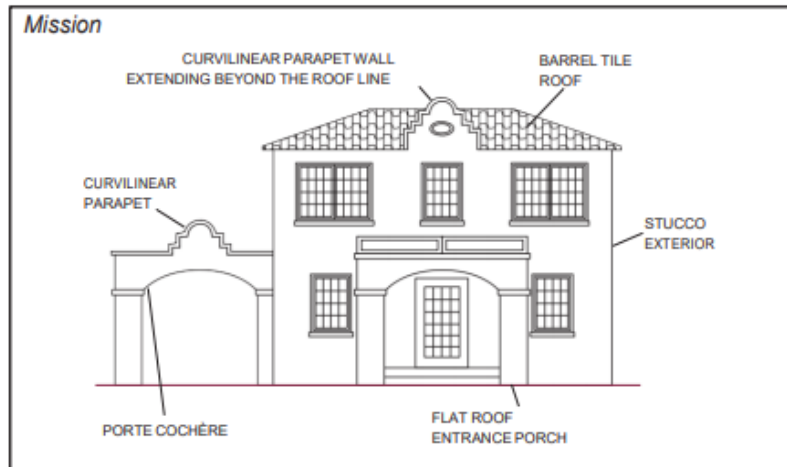 Mission
CURVILINEAR PARAPET WALL
EXTENDING BEYOND THE ROOF LINE
BARREL TILE
ROOF
CURVILINEAR
PARAPET
STUCCO
EXTERIOR
PORTE COCHÈRE
FLAT ROOF
ENTRANCE PORCH